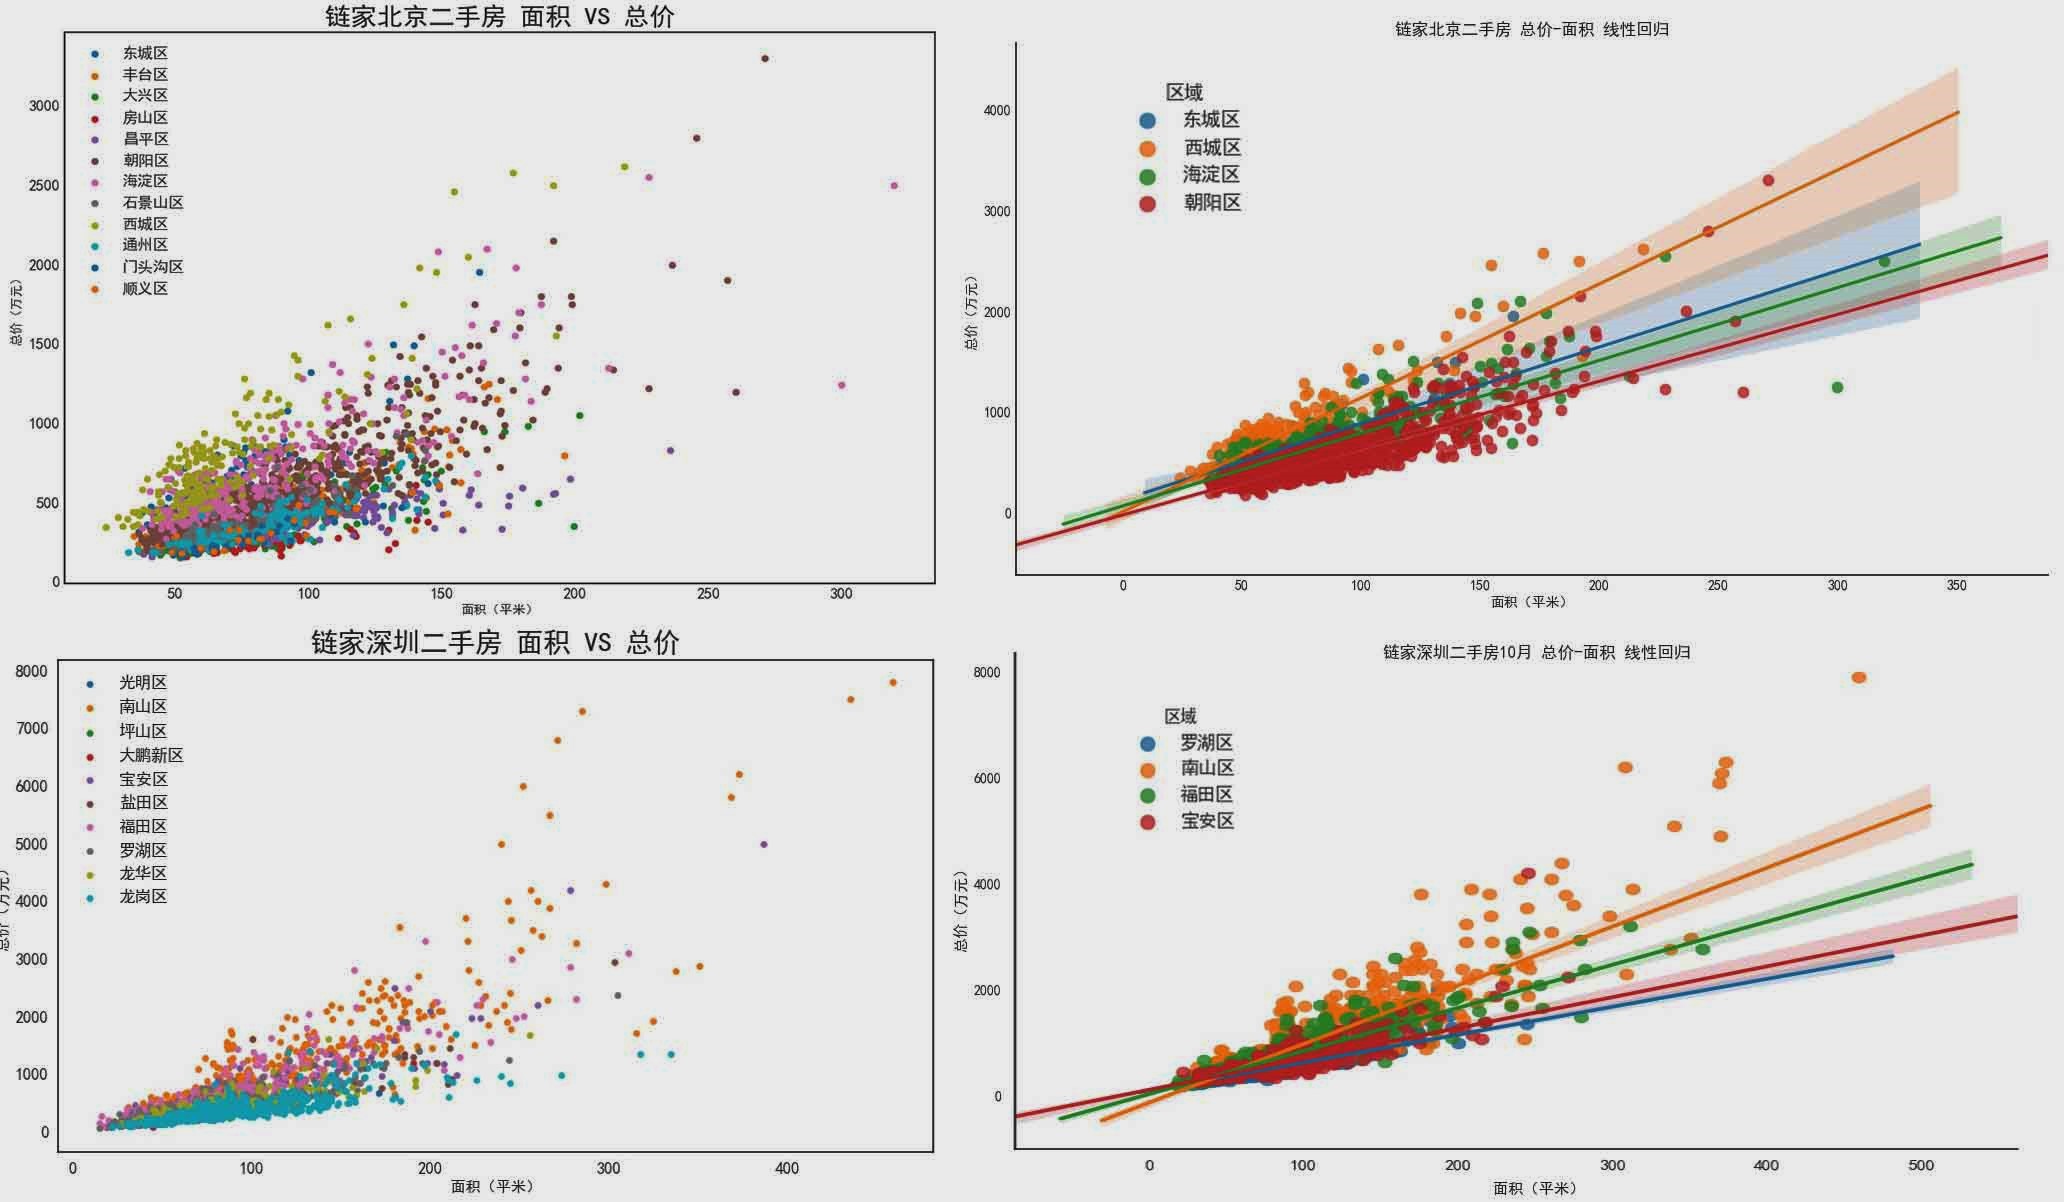 链家北京二手房 面积 VS 总价
东城区
丰台区
大兴区
房山区
昌平区
朝阳区
海淀区
石景山区
西城区
通州区
门头沟区
顺义区
3000
2500
2000
1500
1000
500
0
总价（万元）
50 100 150 200 250 300
面积（平米）
链家北京二手房 总价-面积 线性回归
区域
东城区
西城区
海淀区
朝阳区
4000
3000
2000
1000
0
总价（万元）
0 50 100 150 200 250 300 350
面积（平米）
链家深圳二手房 面积 VS 总价
光明区
南山区
坪山区
大鹏新区
宝安区
盐田区
福田区
罗湖区
龙华区
龙岗区
8000
7000
6000
5000
4000
3000
2000
1000
0
总价（万元）
0 100 200 300 400
面积（平米）
链家深圳二手房10月 总价-面积 线性回归
区域
罗湖区
南山区
福田区
宝安区
8000
6000
4000
2000
0
总价（万元）
0 100 200 300 400 500
面积（平米）